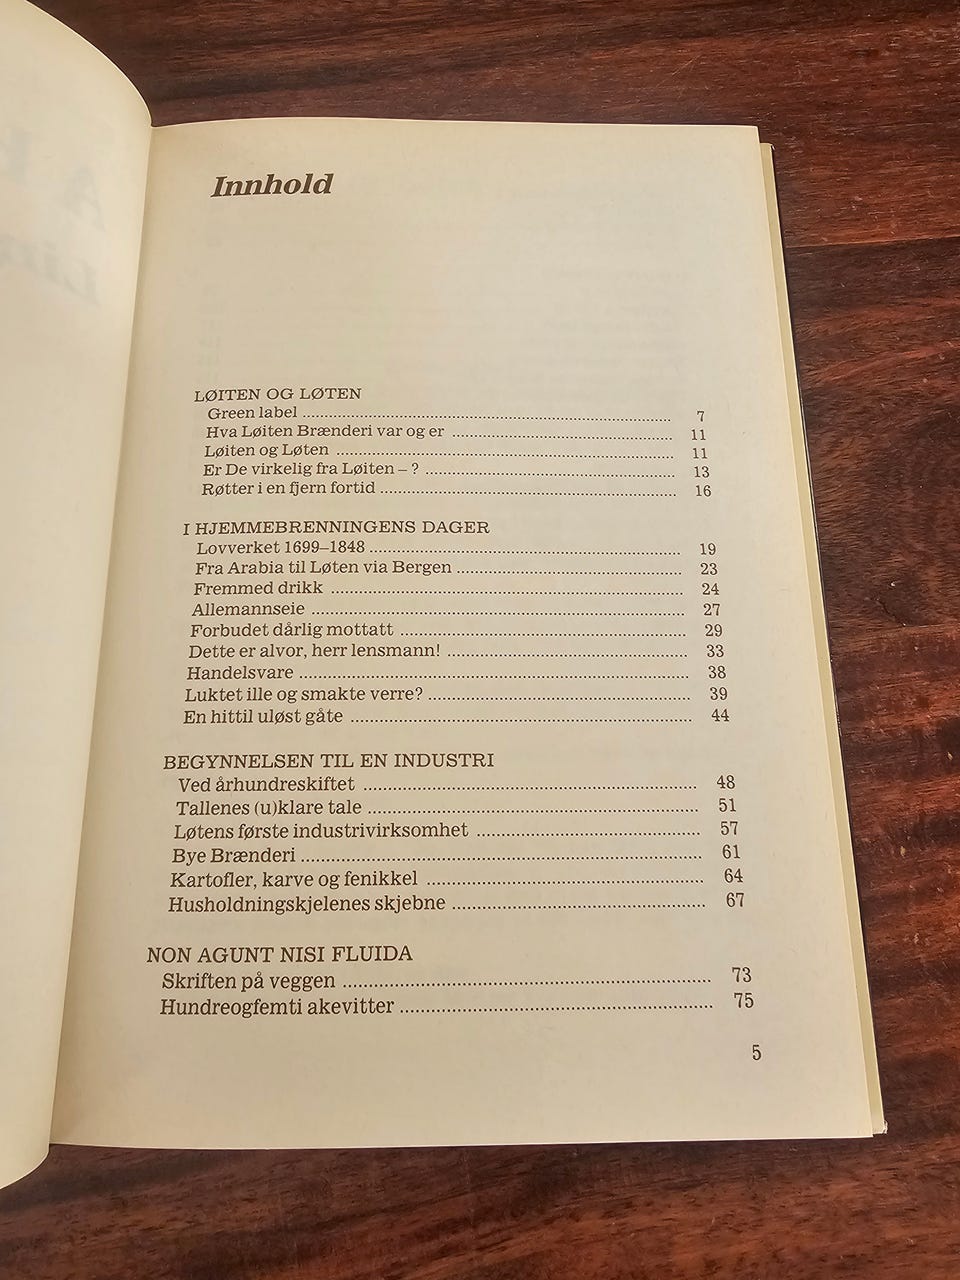 Innhold
LØITEN OG LØTEN
Green label ........ 7
Hva Løiten Brænderi var og er ........ 11
Løiten og Løten ........ 11
Er De virkelig fra Løiten – ? ........ 13
Røtter i en fjern fortid ........ 16
I HJEMMEBRENNINGENS DAGER
Lovverket 1699–1848 ........ 19
Fra Arabia til Løten via Bergen ........ 23
Fremmed drikk ........ 24
Allemannseie ........ 27
Forbudet dårlig mottatt ........ 29
Dette er alvor, herr lensmann! ........ 33
Handelsvare ........ 38
Luktet ille og smakte verre? ........ 39
En hittil uløst gåte ........ 44
BEGYNNELSEN TIL EN INDUSTRI
Ved århundreskiftet ........ 48
Tallenes (u)klare tale ........ 51
Løtens første industrivirksomhet ........ 57
Bye Brænderi ........ 61
Kartofler, karve og fenikkel ........ 64
Husholdningskjelenes skjebne ........ 67
NON AGUNT NISI FLUIDA
Skriften på veggen ........ 73
Hundreogfemti akevitter ........ 75
5